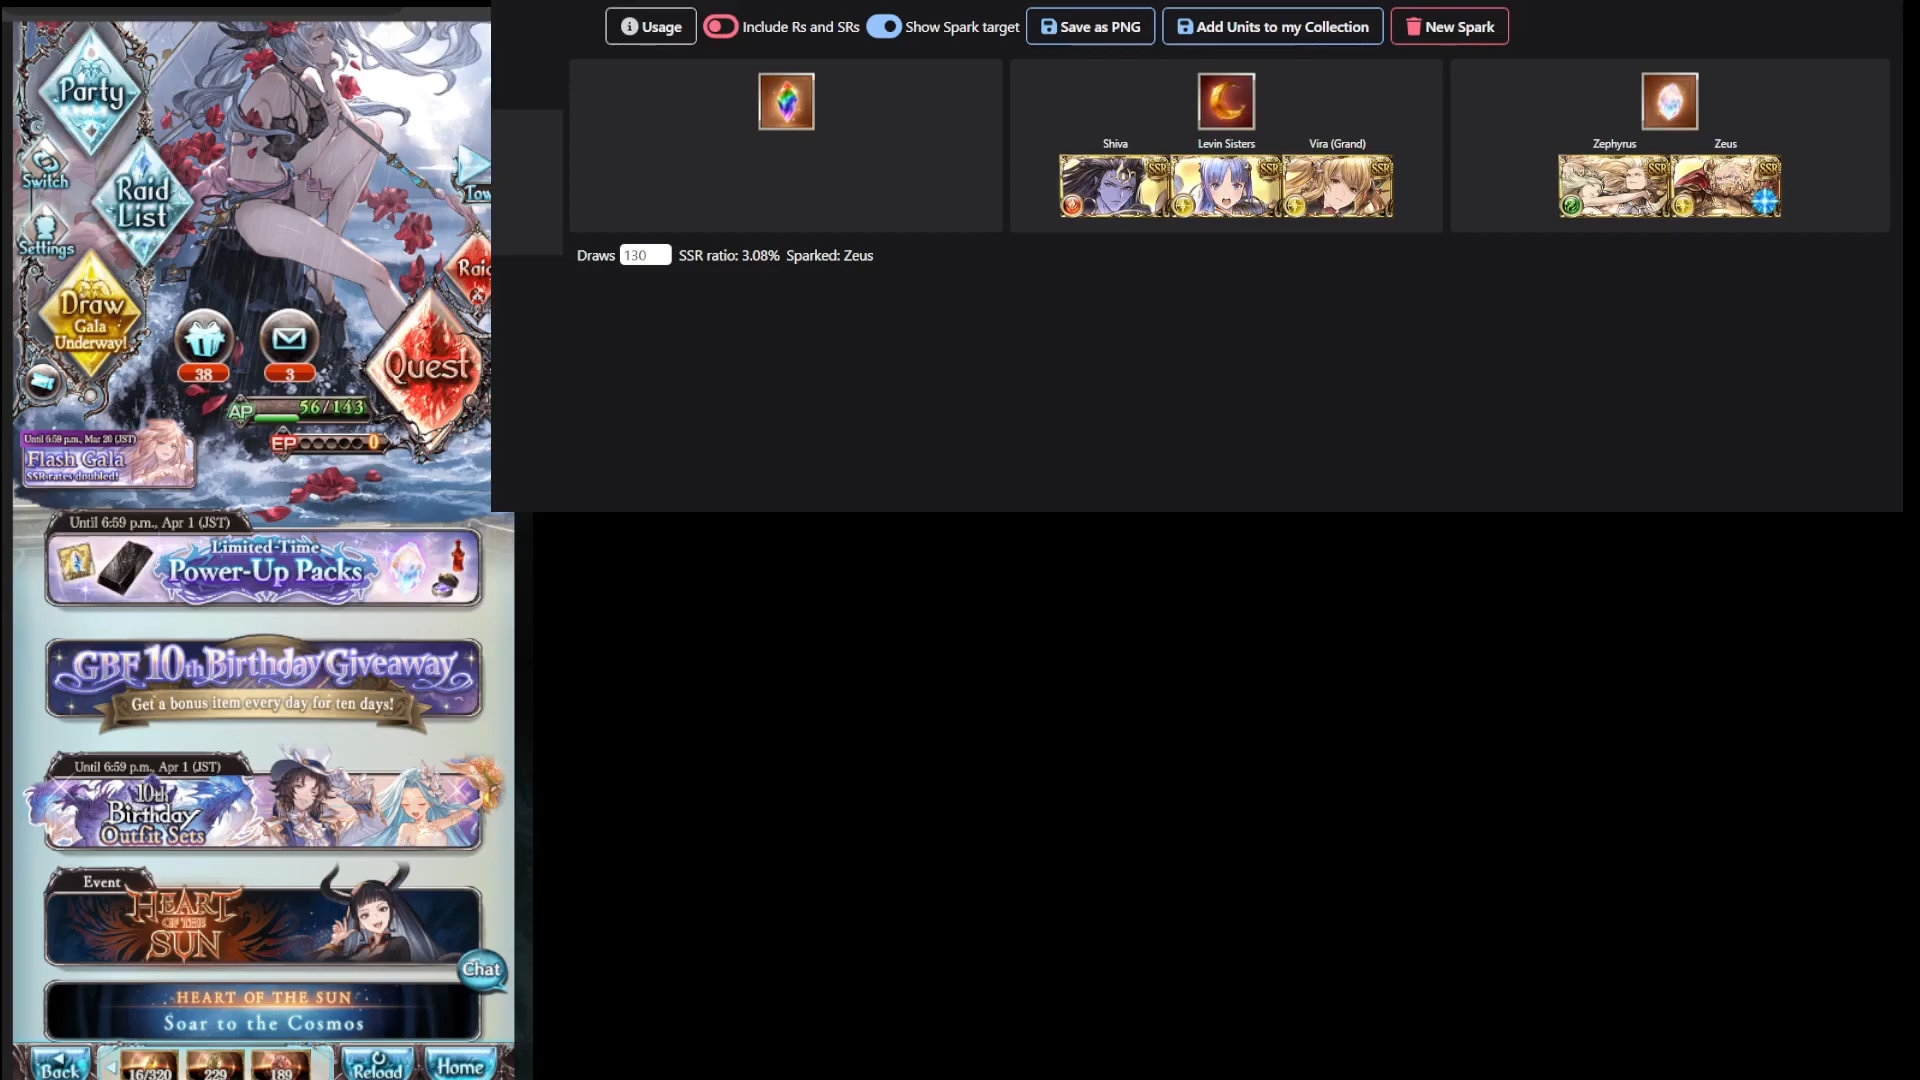 Usage
Include Rs and SRs
Show Spark target
Save as PNG
Add Units to my Collection
New Spark
Shiva
Levin Sisters
Vira (Grand)
Zephyrus
Zeus
SSR
SSR
SSR
SSR
SSR
Draws 130 SSR ratio: 3.08% Sparked: Zeus
Party
Switch
Raid
List
Settings
Draw
Gala
Underway!
38
3
Quest
AP 56/143
EP 0
Until 6:59 p.m., Mar 20 (JST)
Flash Gala
SSR rates doubled!
Until 6:59 p.m., Apr 1 (JST)
Limited-Time
Power-Up Packs
GBF 10th Birthday Giveaway
Get a bonus item every day for ten days!
Until 6:59 p.m., Apr 1 (JST)
10th
Birthday
Outfit Sets
Event
HEART
OF THE
SUN
Chat
HEART OF THE SUN
Soar to the Cosmos
Back
16/320
229
189
Reload
Home